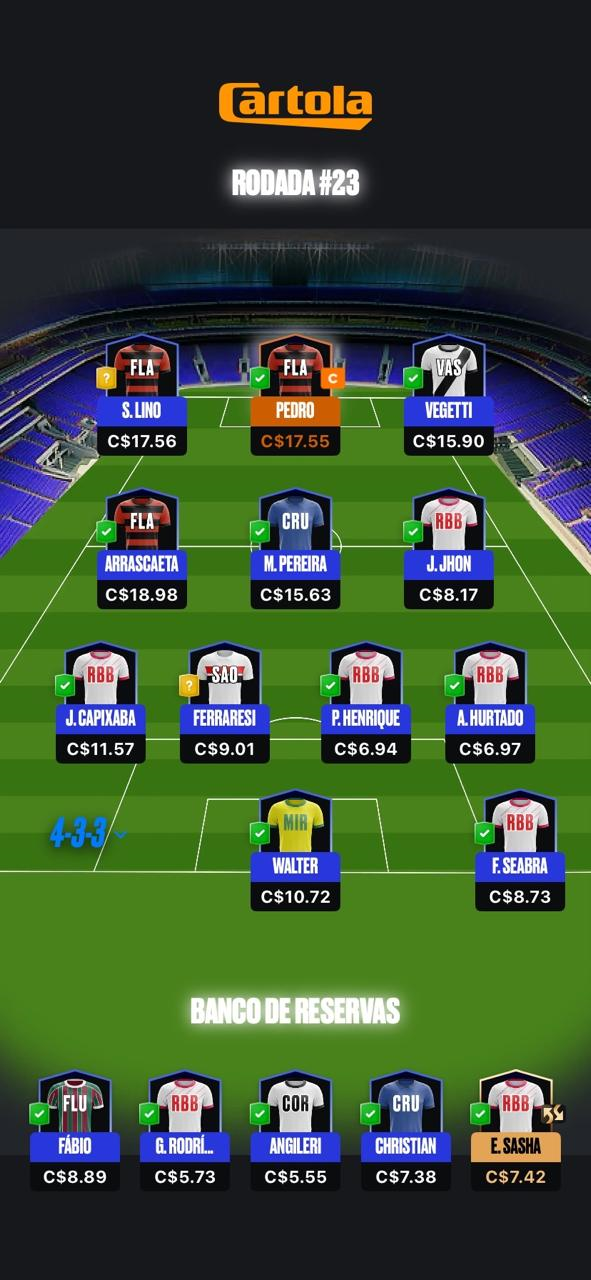 Cartola
RODADA #23
FLA FLA VAS
? C
S. LINO PEDRO VEGETTI
C$17.56 C$17.55 C$15.90
FLA CRU RBB
ARRASCAETA M. PEREIRA J. JHON
C$18.98 C$15.63 C$8.17
RBB SAO RBB RBB
?
J. CAPIXABA FERRARESI P. HENRIQUE A. HURTADO
C$11.57 C$9.01 C$6.94 C$6.97
MIR RBB
4-3-3
WALTER F. SEABRA
C$10.72 C$8.73
BANCO DE RESERVAS
FLU RBB COR CRU RBB
FÁBIO G. RODRÍ... ANGILERI CHRISTIAN E. SASHA
C$8.89 C$5.73 C$5.55 C$7.38 C$7.42